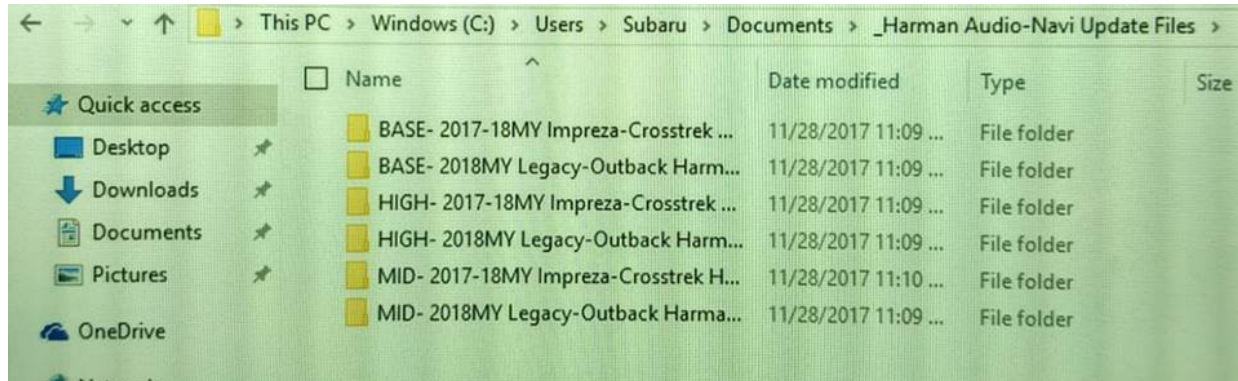 This PC > Windows (C:) > Users > Subaru > Documents > _Harman Audio-Navi Update Files >
Name Date modified Type Size
Quick access
Desktop
Downloads
Documents
Pictures
OneDrive
BASE- 2017-18MY Impreza-Crosstrek ... 11/28/2017 11:09 ... File folder
BASE- 2018MY Legacy-Outback Harm... 11/28/2017 11:09 ... File folder
HIGH- 2017-18MY Impreza-Crosstrek ... 11/28/2017 11:09 ... File folder
HIGH- 2018MY Legacy-Outback Harm... 11/28/2017 11:09 ... File folder
MID- 2017-18MY Impreza-Crosstrek H... 11/28/2017 11:10 ... File folder
MID- 2018MY Legacy-Outback Harma... 11/28/2017 11:09 ... File folder